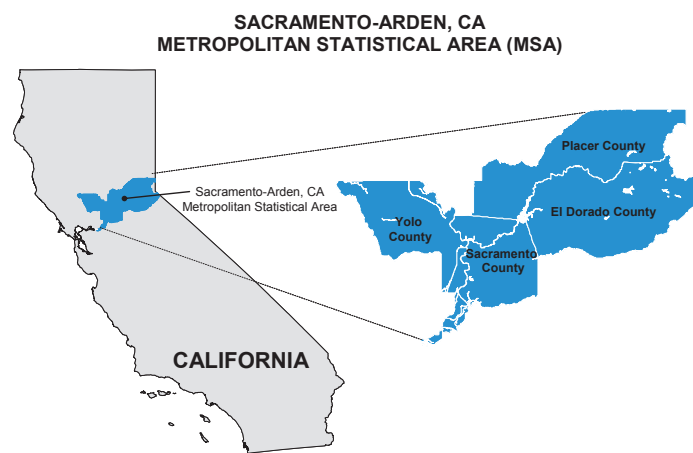 SACRAMENTO-ARDEN, CA
METROPOLITAN STATISTICAL AREA (MSA)
Placer County
Sacramento-Arden, CA
Metropolitan Statistical Area
El Dorado County
Yolo
County
Sacramento
County
CALIFORNIA